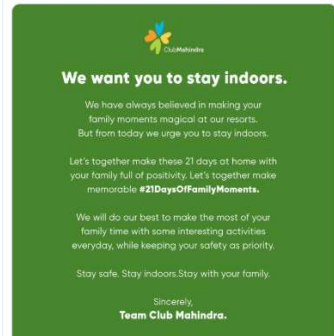 ClubMahindra
We want you to stay indoors.
We have always believed in making your
family moments magical at our resorts.
But from today we urge you to stay indoors.
Let's together make these 21 days at home with
your family full of positivity. Let's together make
memorable #21DaysOfFamilyMoments.
We will do our best to make the most of your
family time with some interesting activities
everyday, while keeping your safety as priority.
Stay safe. Stay indoors.Stay with your family.
Sincerely,
Team Club Mahindra.